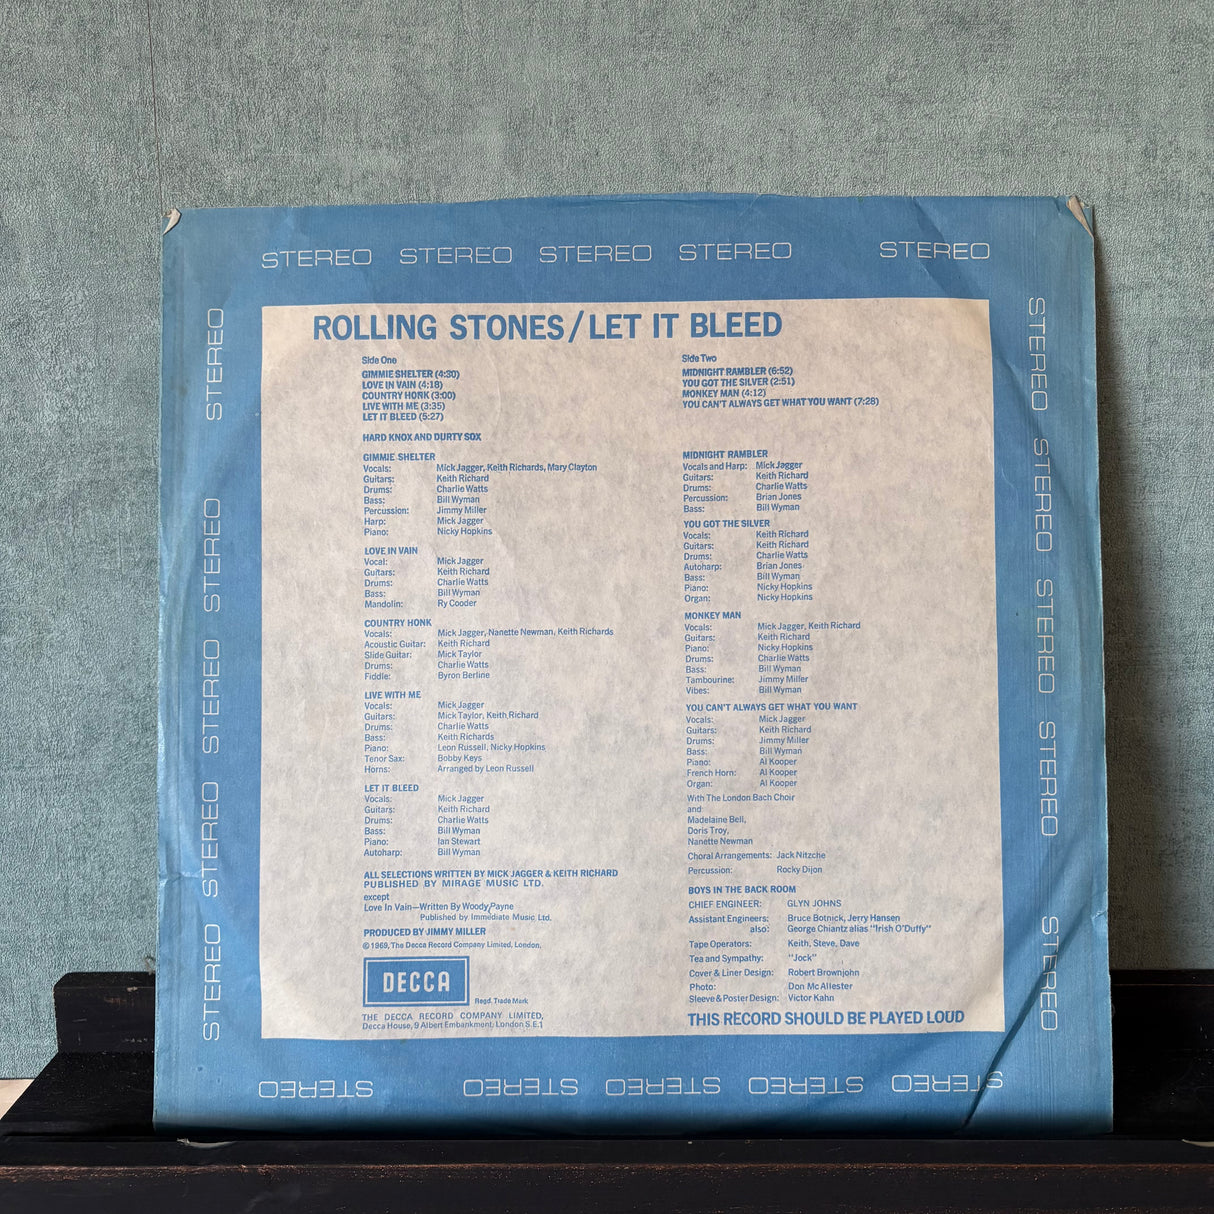 STEREO STEREO STEREO STEREO STEREO
ROLLING STONES/LET IT BLEED
Side One
GIMMIE SHELTER (4:30)
LOVE IN VAIN (4:18)
COUNTRY HONK (3:00)
LIVE WITH ME (3:35)
LET IT BLEED (5:27)
Side Two
MIDNIGHT RAMBLER (6:52)
YOU GOT THE SILVER (2:51)
MONKEY MAN (4:12)
YOU CAN'T ALWAYS GET WHAT YOU WANT (7:28)
HARD KNOX AND DURTY SOX
GIMMIE SHELTER
Vocals: Mick Jagger, Keith Richards, Mary Clayton
Guitars: Keith Richard
Drums: Charlie Watts
Bass: Bill Wyman
Percussion: Jimmy Miller
Harp: Mick Jagger
Piano: Nicky Hopkins
LOVE IN VAIN
Vocal: Mick Jagger
Guitars: Keith Richard
Drums: Charlie Watts
Bass: Bill Wyman
Mandolin: Ry Cooder
COUNTRY HONK
Vocals: Mick Jagger, Nanette Newman, Keith Richards
Acoustic Guitar: Keith Richard
Slide Guitar: Mick Taylor
Drums: Charlie Watts
Fiddle: Byron Berline
LIVE WITH ME
Vocals: Mick Jagger
Guitars: Mick Taylor, Keith Richard
Drums: Charlie Watts
Bass: Keith Richards
Piano: Leon Russell, Nicky Hopkins
Tenor Sax: Bobby Keys
Horns: Arranged by Leon Russell
LET IT BLEED
Vocals: Mick Jagger
Guitars: Keith Richard
Drums: Charlie Watts
Bass: Bill Wyman
Piano: Ian Stewart
Autoharp: Bill Wyman
ALL SELECTIONS WRITTEN BY MICK JAGGER & KEITH RICHARD
PUBLISHED BY MIRAGE MUSIC LTD.
except
Love In Vain—Written By Woody Payne
Published by Immediate Music Ltd.
PRODUCED BY JIMMY MILLER
© 1969, The Decca Record Company Limited, London.
DECCA
Regd. Trade Mark
THE DECCA RECORD COMPANY LIMITED,
Decca House, 9 Albert Embankment, London S.E.1
MIDNIGHT RAMBLER
Vocals and Harp: Mick Jagger
Guitars: Keith Richard
Drums: Charlie Watts
Percussion: Brian Jones
Bass: Bill Wyman
YOU GOT THE SILVER
Vocals: Keith Richard
Guitars: Keith Richard
Drums: Charlie Watts
Autoharp: Brian Jones
Bass: Bill Wyman
Piano: Nicky Hopkins
Organ: Nicky Hopkins
MONKEY MAN
Vocals: Mick Jagger, Keith Richard
Guitars: Keith Richard
Piano: Nicky Hopkins
Drums: Charlie Watts
Bass: Bill Wyman
Tambourine: Jimmy Miller
Vibes: Bill Wyman
YOU CAN'T ALWAYS GET WHAT YOU WANT
Vocals: Mick Jagger
Guitars: Keith Richard
Drums: Jimmy Miller
Bass: Bill Wyman
Piano: Al Kooper
French Horn: Al Kooper
Organ: Al Kooper
With The London Bach Choir
and
Madelaine Bell,
Doris Troy,
Nanette Newman
Choral Arrangements: Jack Nitzche
Percussion: Rocky Dijon
BOYS IN THE BACK ROOM
CHIEF ENGINEER: GLYN JOHNS
Assistant Engineers: Bruce Botnick, Jerry Hansen
also: George Chiantz alias "Irish O'Duffy"
Tape Operators: Keith, Steve, Dave
Tea and Sympathy: "Jock"
Cover & Liner Design: Robert Brownjohn
Photo: Don McAllester
Sleeve & Poster Design: Victor Kahn
THIS RECORD SHOULD BE PLAYED LOUD
STEREO STEREO STEREO STEREO STEREO
STEREO STEREO STEREO STEREO STEREO
STEREO STEREO STEREO STEREO STEREO STEREO